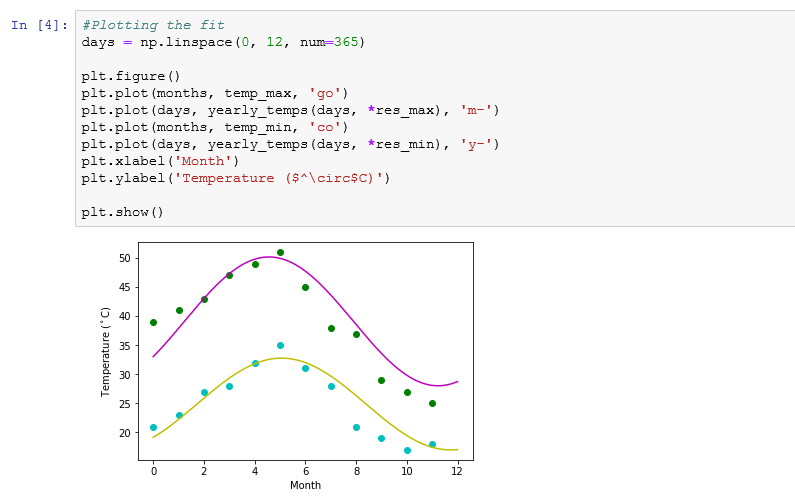 In [4]: #Plotting the fit
days = np.linspace(0, 12, num=365)
plt.figure()
plt.plot(months, temp_max, 'go')
plt.plot(days, yearly_temps(days, *res_max), 'm-')
plt.plot(months, temp_min, 'co')
plt.plot(days, yearly_temps(days, *res_min), 'y-')
plt.xlabel('Month')
plt.ylabel('Temperature ($^\circ$C)')
plt.show()
50
45
40
35
30
25
20
Temperature (°C)
0 2 4 6 8 10 12
Month